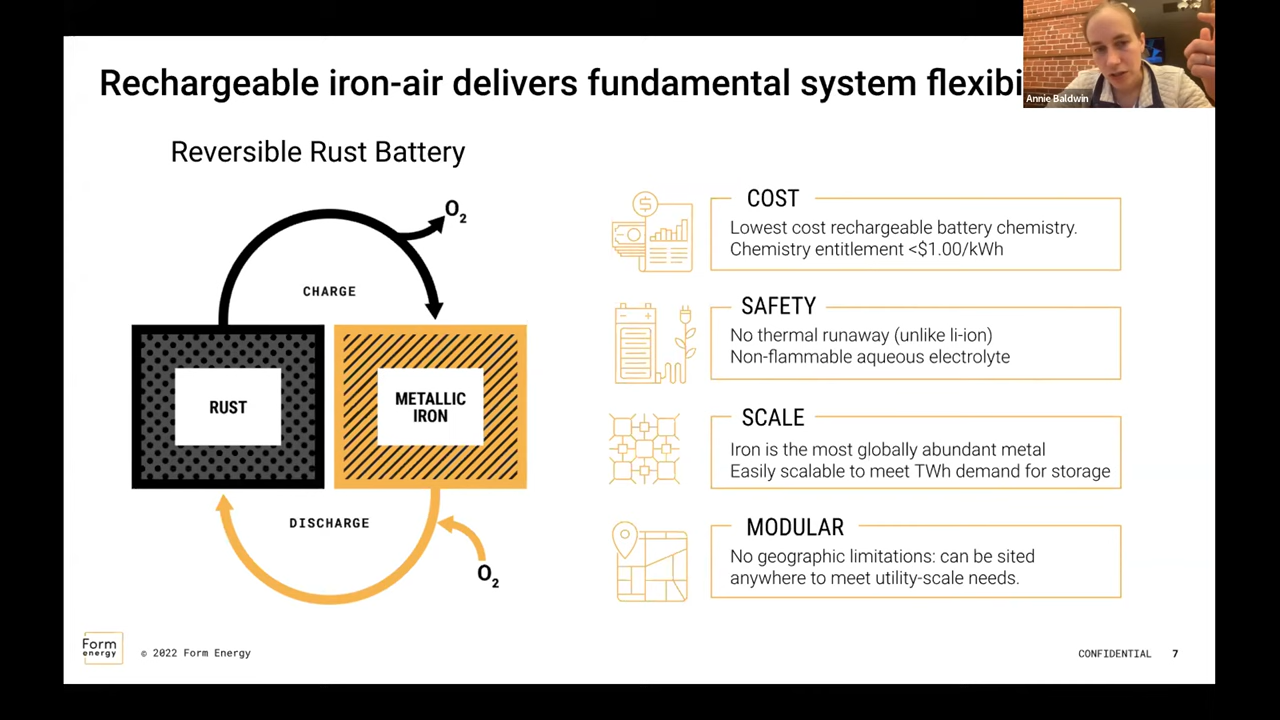 Rechargeable iron-air delivers fundamental system flexibi
Annie Baldwin
Reversible Rust Battery
O₂
CHARGE
RUST
METALLIC
IRON
DISCHARGE
O₂
COST
Lowest cost rechargeable battery chemistry.
Chemistry entitlement <$1.00/kWh
SAFETY
No thermal runaway (unlike li-ion)
Non-flammable aqueous electrolyte
SCALE
Iron is the most globally abundant metal
Easily scalable to meet TWh demand for storage
MODULAR
No geographic limitations: can be sited
anywhere to meet utility-scale needs.
Form
energy
© 2022 Form Energy
CONFIDENTIAL 7